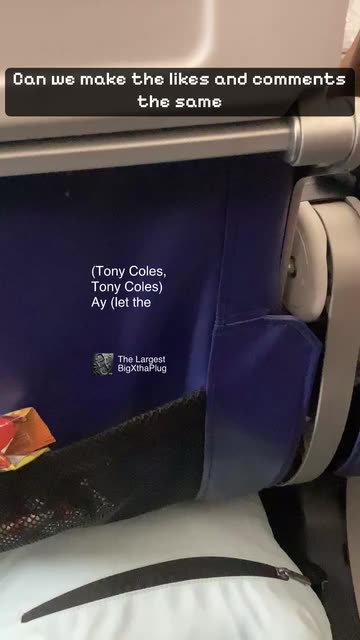 Can we make the likes and comments
the same
(Tony Coles,
Tony Coles)
Ay (let the
The Largest
BigXthaPlug